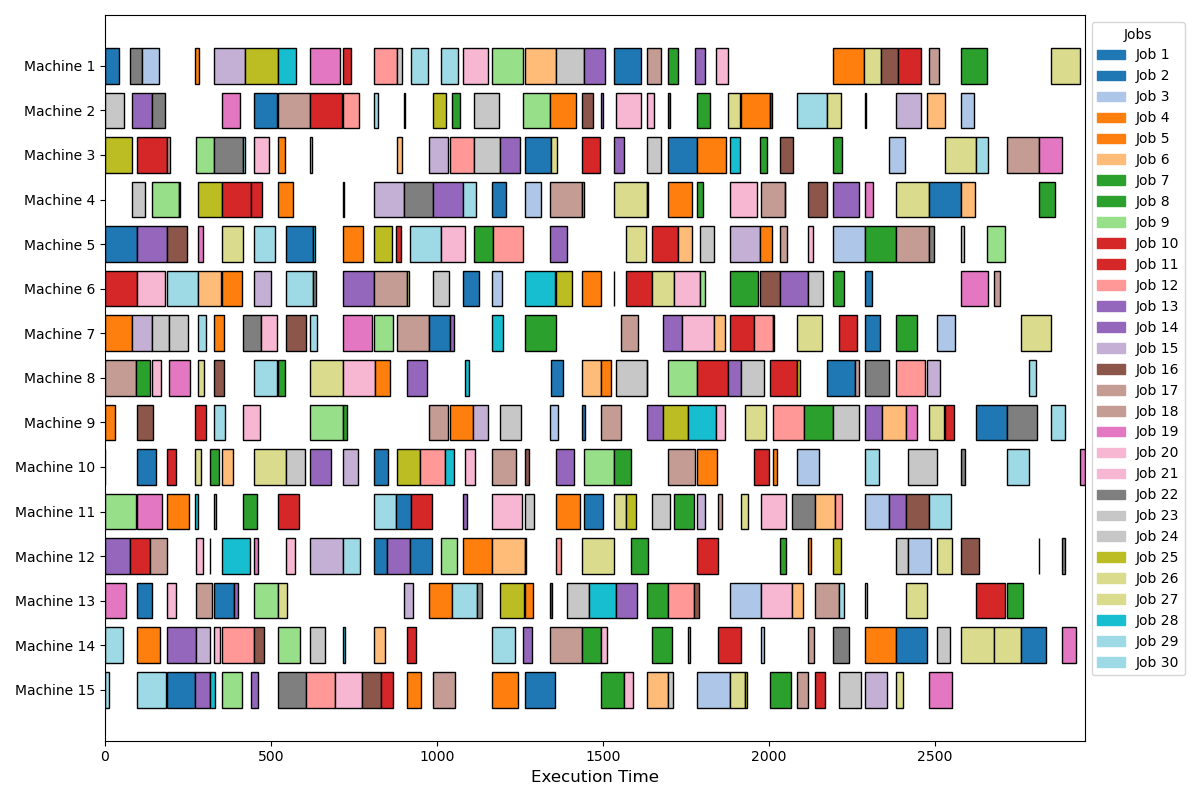 Machine 1
Machine 2
Machine 3
Machine 4
Machine 5
Machine 6
Machine 7
Machine 8
Machine 9
Machine 10
Machine 11
Machine 12
Machine 13
Machine 14
Machine 15
0 500 1000 1500 2000 2500
Execution Time
Jobs
Job 1
Job 2
Job 3
Job 4
Job 5
Job 6
Job 7
Job 8
Job 9
Job 10
Job 11
Job 12
Job 13
Job 14
Job 15
Job 16
Job 17
Job 18
Job 19
Job 20
Job 21
Job 22
Job 23
Job 24
Job 25
Job 26
Job 27
Job 28
Job 29
Job 30